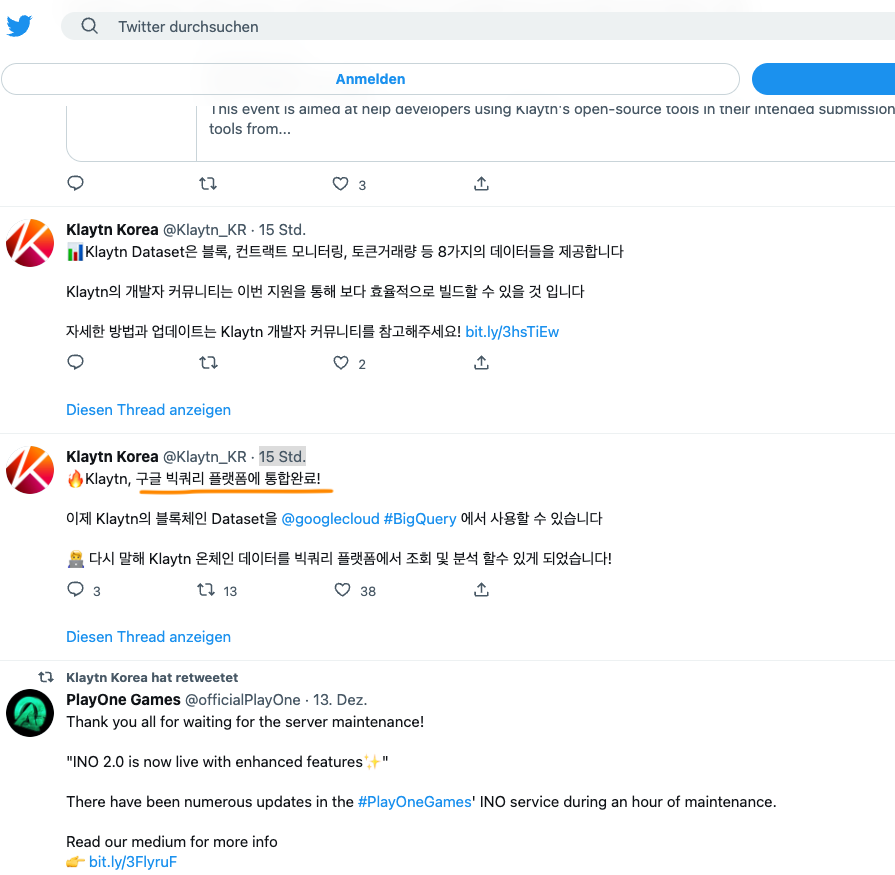 Twitter durchsuchen
Anmelden
This event is aimed at help developers using Klaytn's open-source tools in their intended submission
tools from...
3
Klaytn Korea @Klaytn_KR · 15 Std.
📊Klaytn Dataset은 블록, 컨트랙트 모니터링, 토큰거래량 등 8가지의 데이터들을 제공합니다
Klaytn의 개발자 커뮤니티는 이번 지원을 통해 보다 효율적으로 빌드할 수 있을 것 입니다
자세한 방법과 업데이트는 Klaytn 개발자 커뮤니티를 참고해주세요! bit.ly/3hsTiEw
2
Diesen Thread anzeigen
Klaytn Korea @Klaytn_KR · 15 Std.
🔥Klaytn, 구글 빅쿼리 플랫폼에 통합완료!
이제 Klaytn의 블록체인 Dataset을 @googlecloud #BigQuery 에서 사용할 수 있습니다
👩‍💻 다시 말해 Klaytn 온체인 데이터를 빅쿼리 플랫폼에서 조회 및 분석 할수 있게 되었습니다!
3 13 38
Diesen Thread anzeigen
Klaytn Korea hat retweetet
PlayOne Games @officialPlayOne · 13. Dez.
Thank you all for waiting for the server maintenance!
"INO 2.0 is now live with enhanced features✨"
There have been numerous updates in the #PlayOneGames' INO service during an hour of maintenance.
Read our medium for more info
👉 bit.ly/3FlyruF